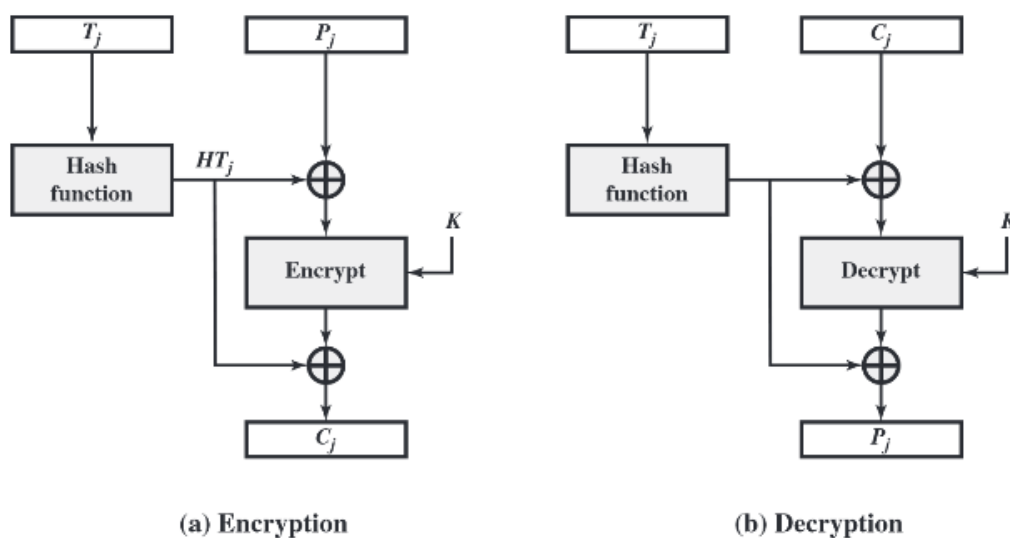 T_j
P_j
Hash
function
HT_j
K
Encrypt
C_j
(a) Encryption
T_j
C_j
Hash
function
K
Decrypt
P_j
(b) Decryption